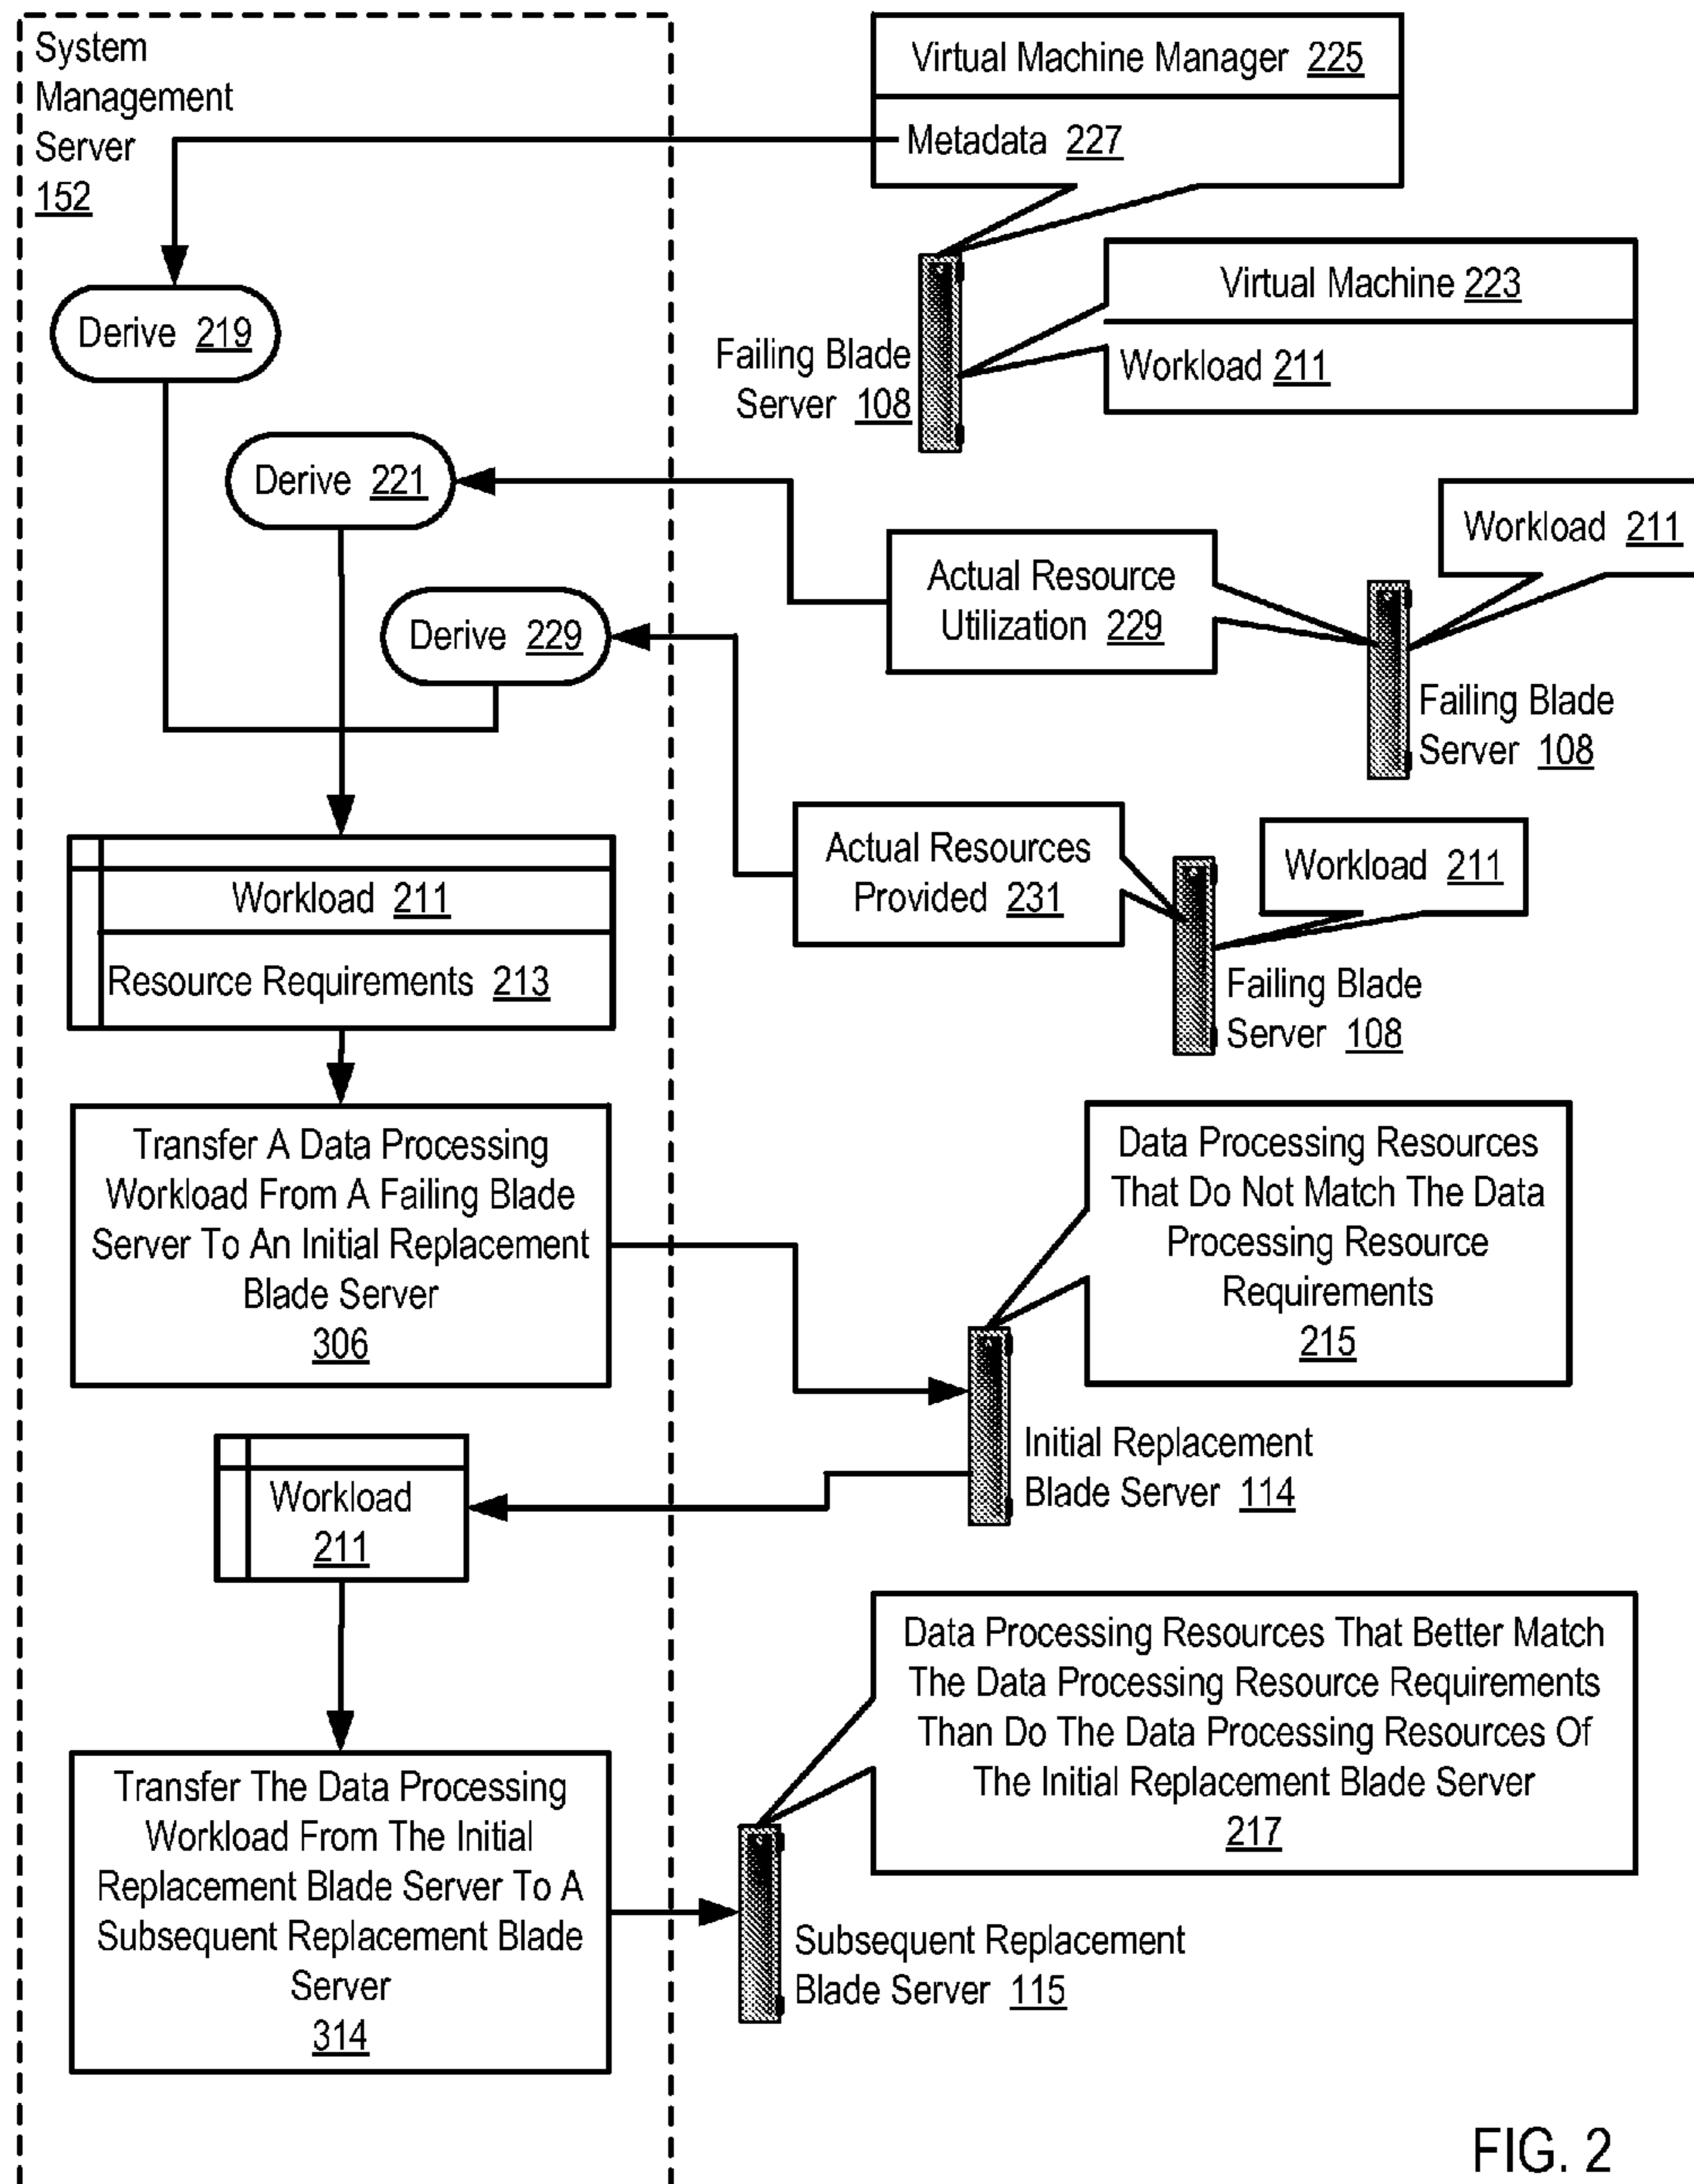 System
Management
Server
152
Virtual Machine Manager 225
Metadata 227
Virtual Machine 223
Workload 211
Failing Blade
Server 108
Derive 219
Derive 221
Derive 229
Actual Resource
Utilization 229
Workload 211
Failing Blade
Server 108
Actual Resources
Provided 231
Workload 211
Failing Blade
Server 108
Workload 211
Resource Requirements 213
Transfer A Data Processing
Workload From A Failing Blade
Server To An Initial Replacement
Blade Server
306
Data Processing Resources
That Do Not Match The Data
Processing Resource
Requirements
215
Initial Replacement
Blade Server 114
Workload
211
Data Processing Resources That Better Match
The Data Processing Resource Requirements
Than Do The Data Processing Resources Of
The Initial Replacement Blade Server
217
Transfer The Data Processing
Workload From The Initial
Replacement Blade Server To A
Subsequent Replacement Blade
Server
314
Subsequent Replacement
Blade Server 115
FIG. 2